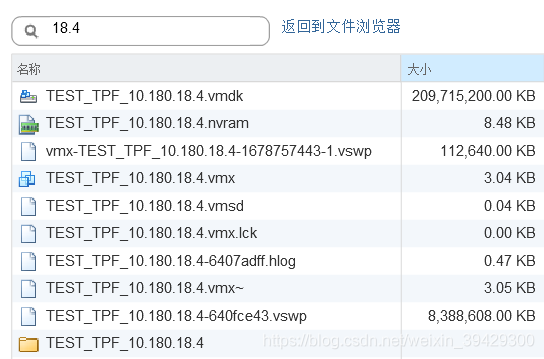 18.4 返回到文件浏览器
名称 大小
TEST_TPF_10.180.18.4.vmdk 209,715,200.00 KB
TEST_TPF_10.180.18.4.nvram 8.48 KB
vmx-TEST_TPF_10.180.18.4-1678757443-1.vswp 112,640.00 KB
TEST_TPF_10.180.18.4.vmx 3.04 KB
TEST_TPF_10.180.18.4.vmsd 0.04 KB
TEST_TPF_10.180.18.4.vmx.lck 0.00 KB
TEST_TPF_10.180.18.4-6407adff.hlog 0.47 KB
TEST_TPF_10.180.18.4.vmx~ 3.05 KB
TEST_TPF_10.180.18.4-640fce43.vswp 8,388,608.00 KB
TEST_TPF_10.180.18.4
https://blog.csdn.net/weixin_39429300